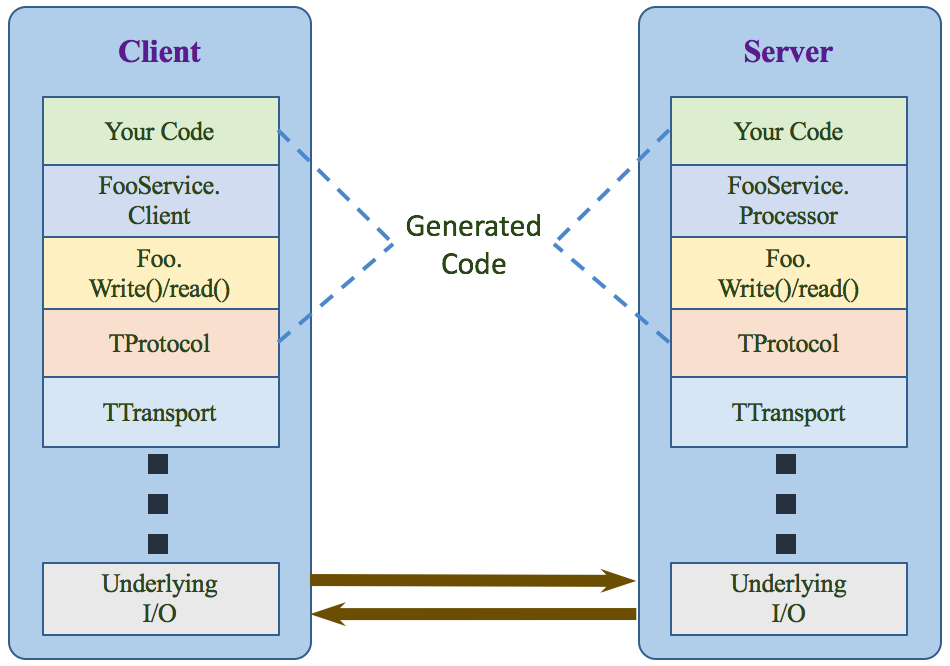 Client
Your Code
FooService.
Client
Foo.
Write()/read()
TProtocol
TTransport
Underlying
I/O
Generated
Code
Server
Your Code
FooService.
Processor
Foo.
Write()/read()
TProtocol
TTransport
Underlying
I/O